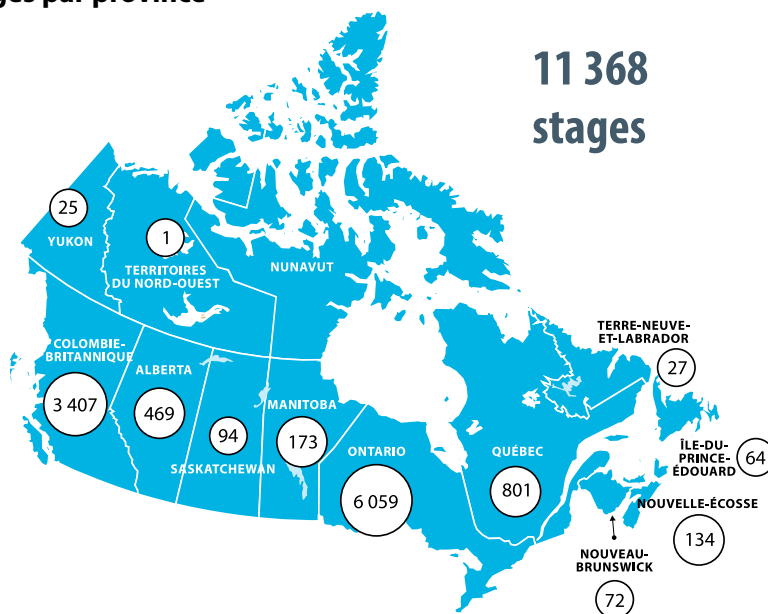 par province
11 368
stages
25
YUKON
1
TERRITOIRES
DU NORD-OUEST
NUNAVUT
COLOMBIE-
BRITANNIQUE
3 407
ALBERTA
469
94
SASKATCHEWAN
MANITOBA
173
ONTARIO
6 059
QUÉBEC
801
TERRE-NEUVE-
ET-LABRADOR
27
ÎLE-DU-
PRINCE-
ÉDOUARD
64
NOUVELLE-ÉCOSSE
134
NOUVEAU-
BRUNSWICK
72